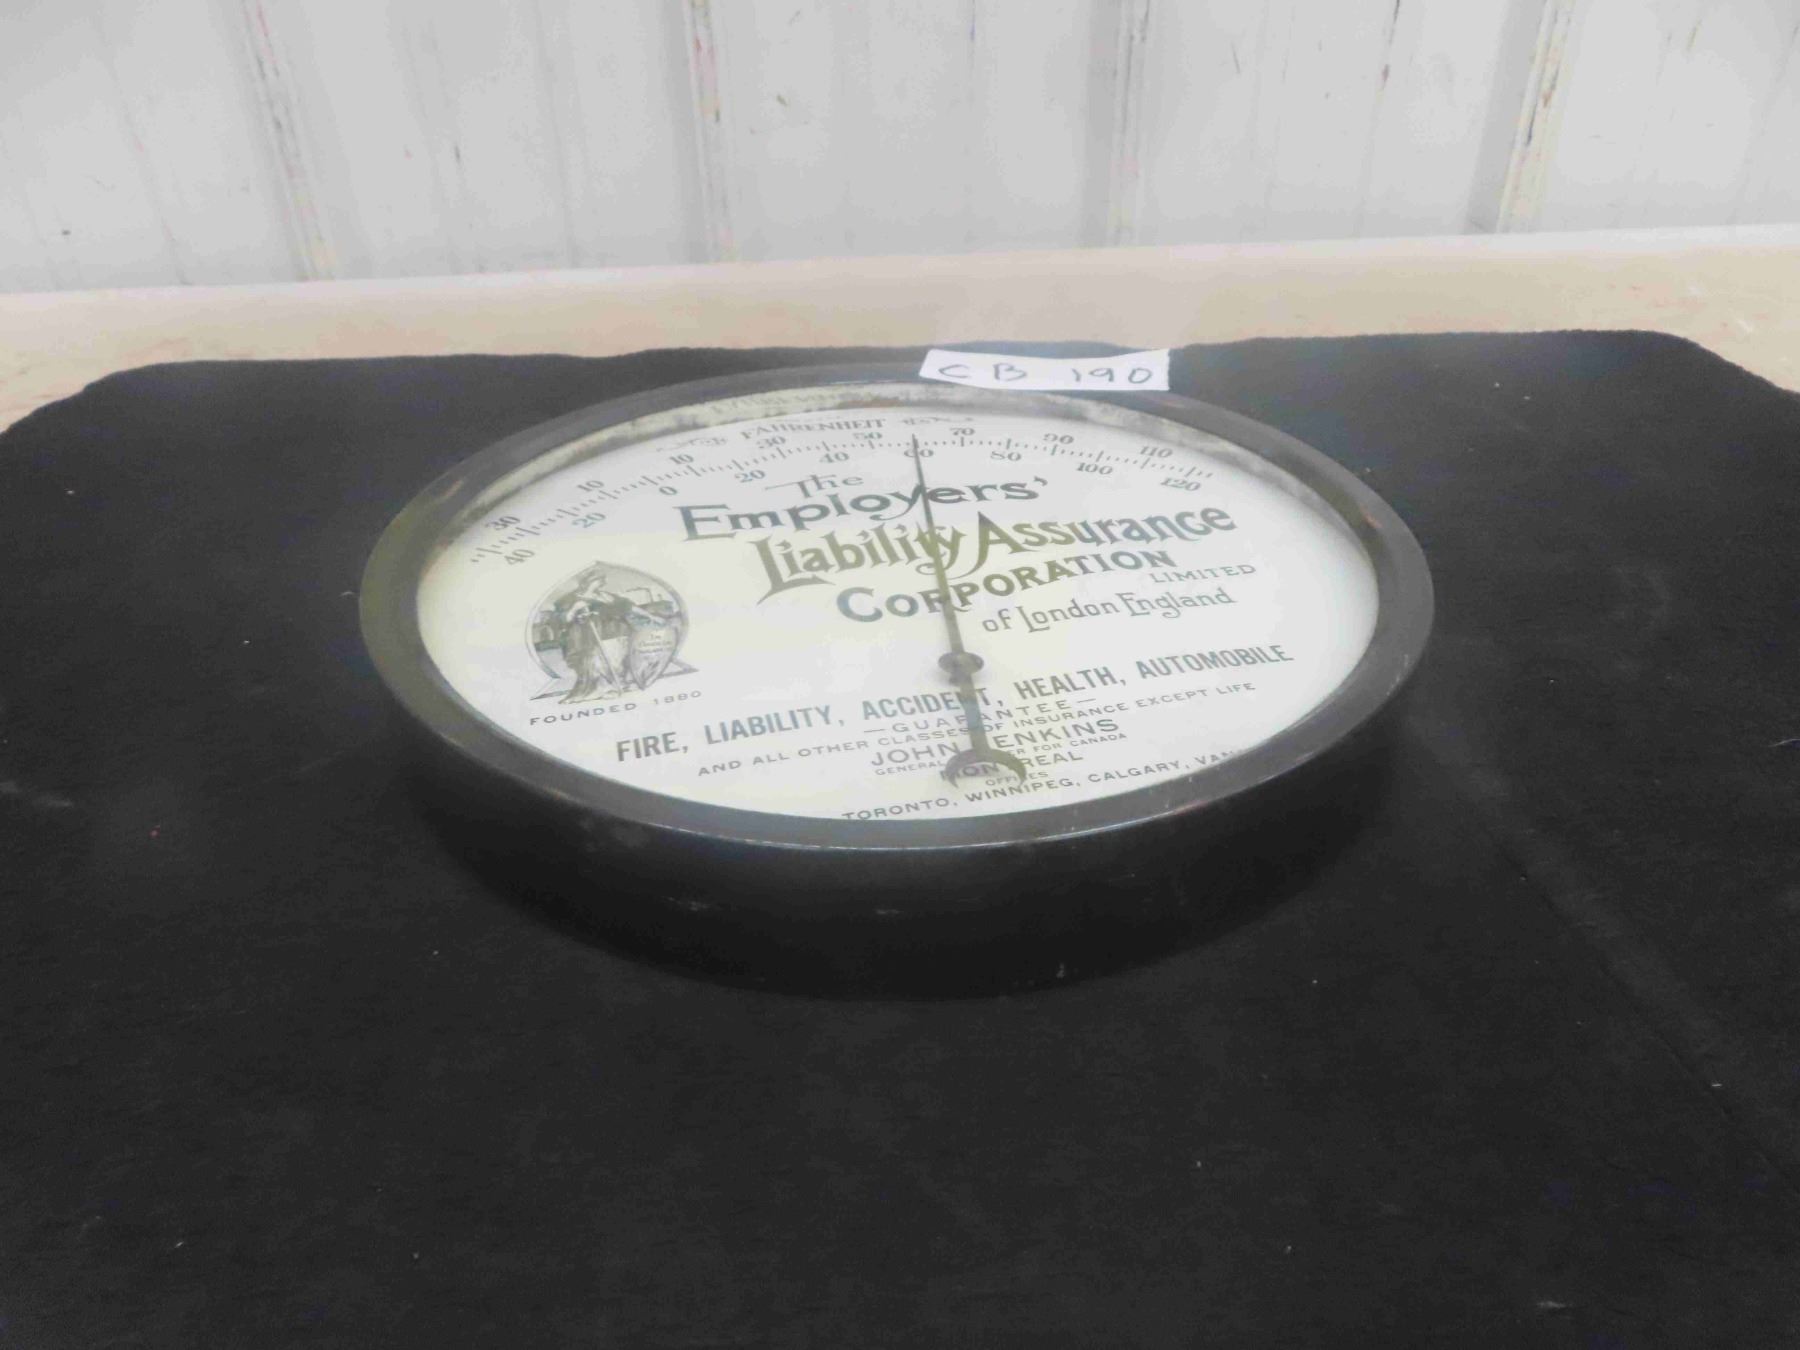 CB 190
FAHRENHEIT
30 10 10 30 50 70 90 110
40 20 0 20 40 60 80 100 120
The
Employers'
Liability Assurance
CORPORATION
LIMITED
of London England
FOUNDED 1880
FIRE, LIABILITY, ACCIDENT, HEALTH, AUTOMOBILE
— GUARANTEE —
AND ALL OTHER CLASSES OF INSURANCE EXCEPT LIFE
JOHN JENKINS
GENERAL FOR CANADA
MONTREAL
OFFICES
TORONTO, WINNIPEG, CALGARY,